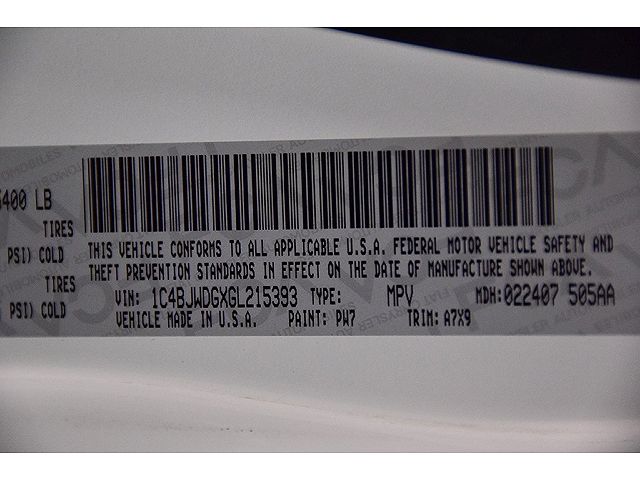 400 LB
TIRES
PSI) COLD
THIS VEHICLE CONFORMS TO ALL APPLICABLE U.S.A. FEDERAL MOTOR VEHICLE SAFETY AND
THEFT PREVENTION STANDARDS IN EFFECT ON THE DATE OF MANUFACTURE SHOWN ABOVE.
TIRES
PSI) COLD
VIN: 1C4BJWDGXGL215393 TYPE: MPV MDH:022407 505AA
VEHICLE MADE IN U.S.A. PAINT: PW7 TRIM: A7X9